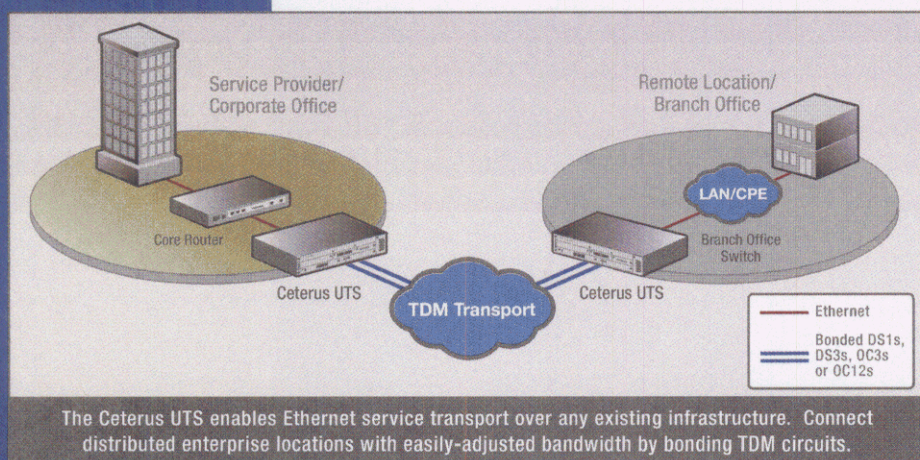 Service Provider/
Corporate Office
Remote Location/
Branch Office
LAN/CPE
Core Router
Branch Office
Switch
Ceterus UTS
TDM Transport
Ceterus UTS
Ethernet
Bonded DS1s,
DS3s, OC3s
or OC12s
The Ceterus UTS enables Ethernet service transport over any existing infrastructure.  Connect
distributed enterprise locations with easily-adjusted bandwidth by bonding TDM circuits.